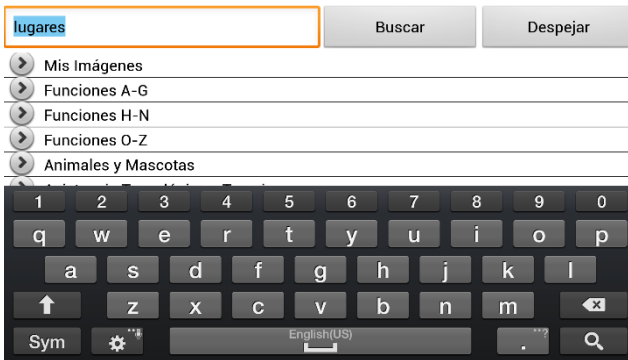 lugares Buscar Despejar
Mis Imágenes
Funciones A-G
Funciones H-N
Funciones O-Z
Animales y Mascotas
1 2 3 4 5 6 7 8 9 0
q w e r t y u i o p
a s d f g h j k l
z x c v b n m
Sym English(US) . ?